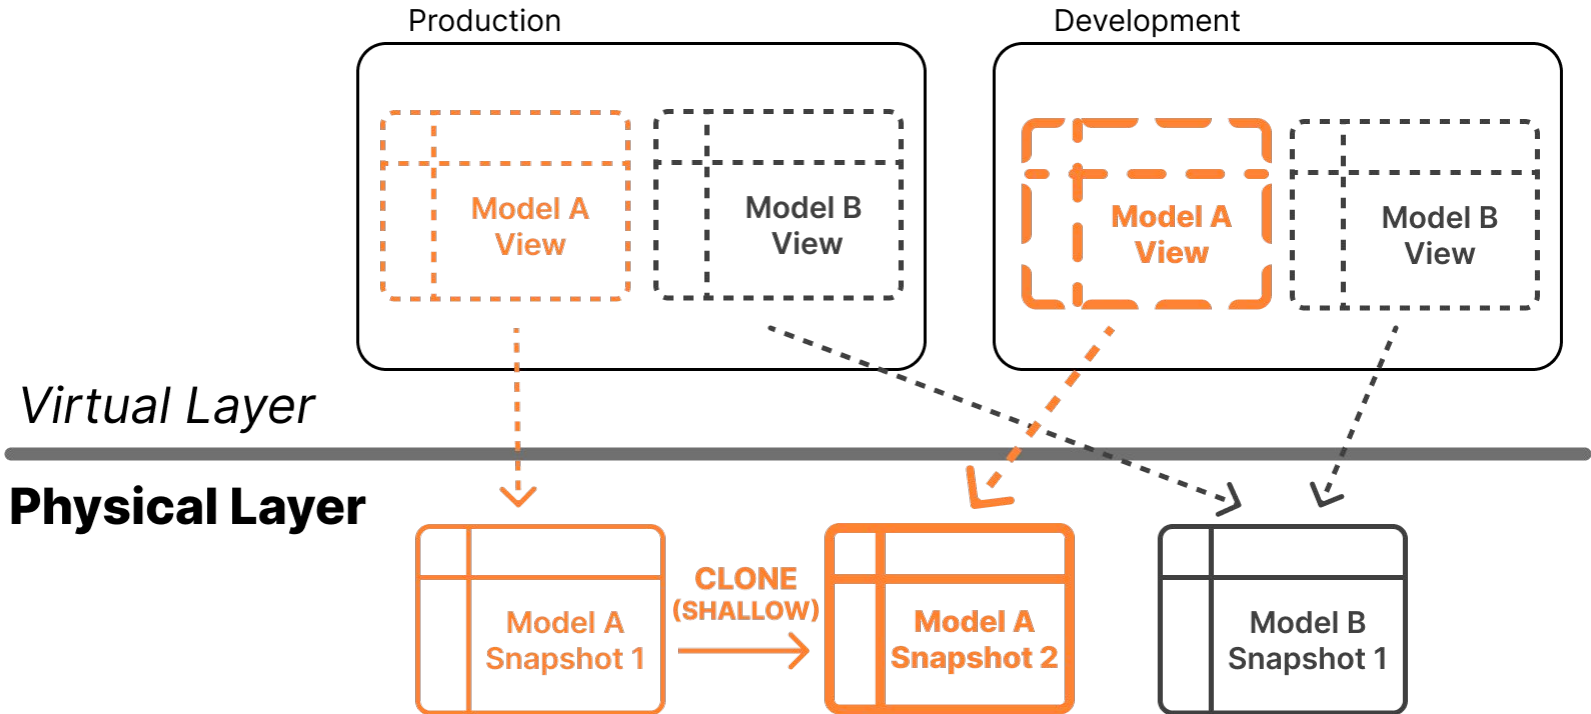 Production
Development
Model A
View
Model B
View
Model A
View
Model B
View
Virtual Layer
Physical Layer
Model A
Snapshot 1
CLONE
(SHALLOW)
Model A
Snapshot 2
Model B
Snapshot 1